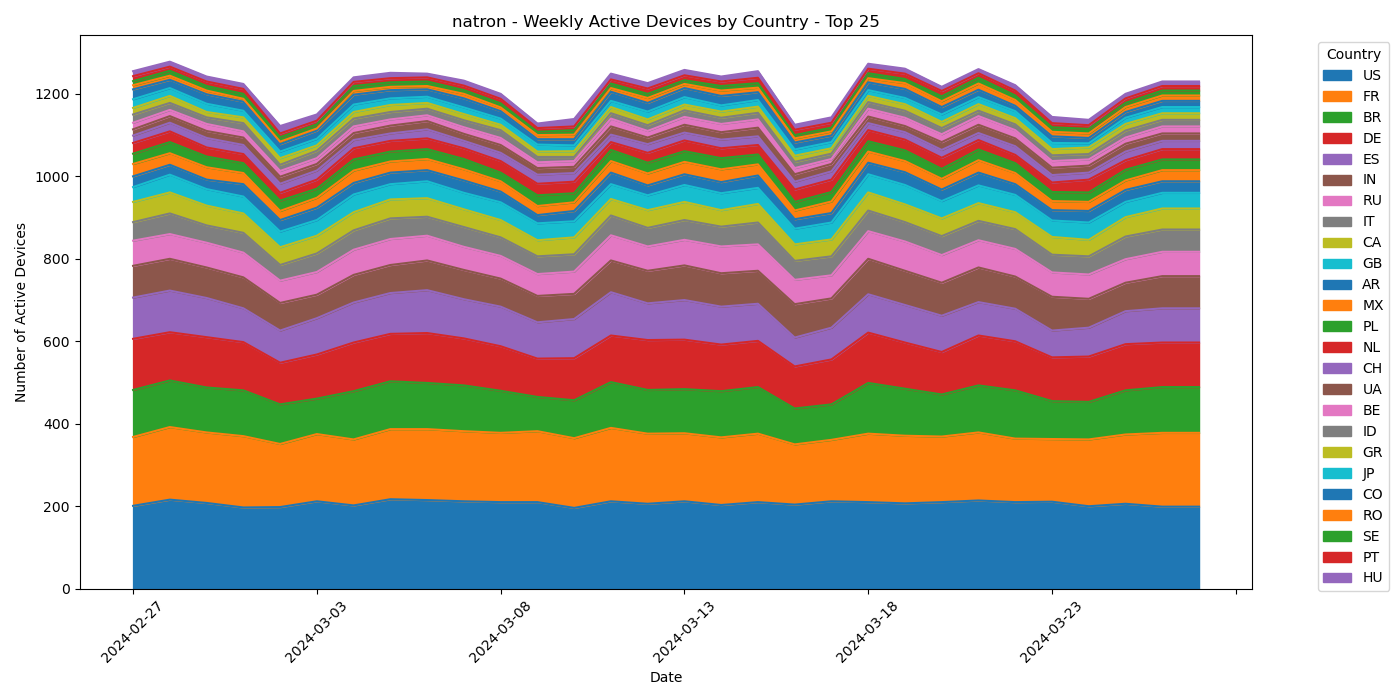 natron - Weekly Active Devices by Country - Top 25
Number of Active Devices
1200
1000
800
600
400
200
0
2024-02-27
2024-03-03
2024-03-08
2024-03-13
2024-03-18
2024-03-23
Date
Country
US
FR
BR
DE
ES
IN
RU
IT
CA
GB
AR
MX
PL
NL
CH
UA
BE
ID
GR
JP
CO
RO
SE
PT
HU